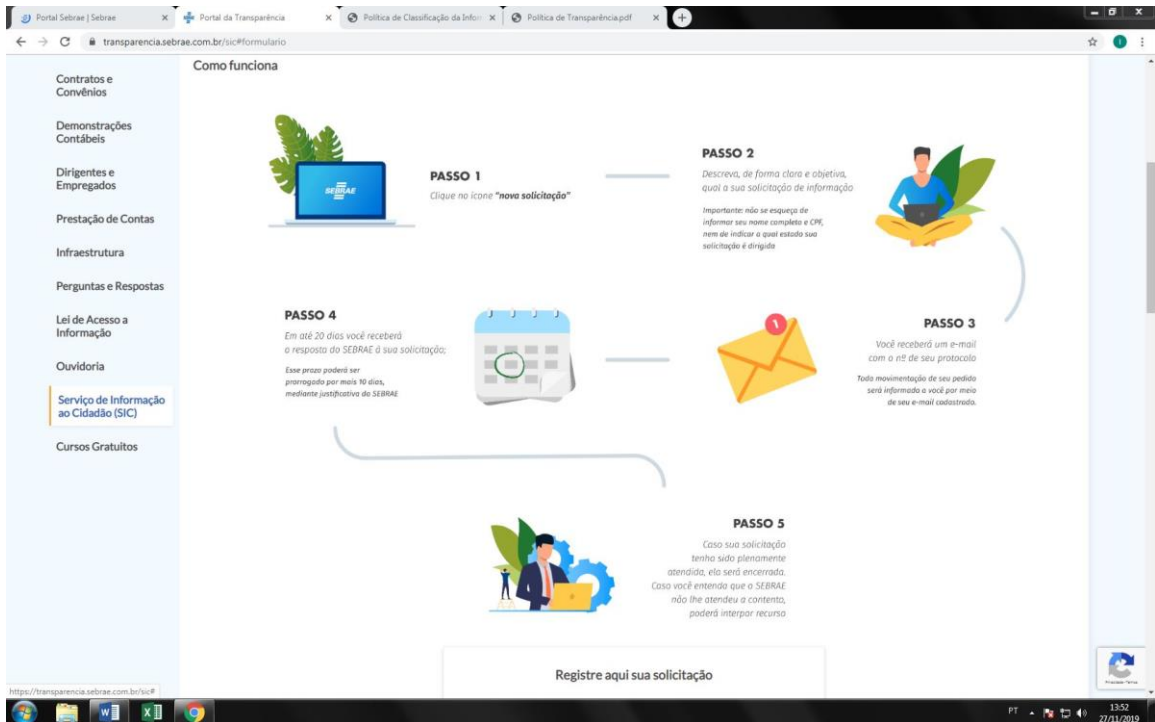 Portal Sebrae | Sebrae
Portal da Transparência
Política de Classificação da Infor
Política de Transparência.pdf
transparencia.sebrae.com.br/sic#formulario
Contratos e
Convênios
Demonstrações
Contábeis
Dirigentes e
Empregados
Prestação de Contas
Infraestrutura
Perguntas e Respostas
Lei de Acesso a
Informação
Ouvidoria
Serviço de Informação
ao Cidadão (SIC)
Cursos Gratuitos
Como funciona
SEBRAE
PASSO 1
Clique no ícone "nova solicitação"
PASSO 2
Descreva, de forma clara e objetiva,
qual a sua solicitação de informação
Importante: não se esqueça de
informar seu nome completo e CPF,
nem de indicar a qual estado sua
solicitação é dirigida
PASSO 3
Você receberá um e-mail
com o nº de seu protocolo
Toda movimentação de seu pedido
será informada a você por meio
de seu e-mail cadastrado.
1
PASSO 4
Em até 20 dias você receberá
a resposta do SEBRAE à sua solicitação;
Esse prazo poderá ser
prorrogado por mais 10 dias,
mediante justificativa do SEBRAE
PASSO 5
Caso sua solicitação
tenha sido plenamente
atendida, ela será encerrada.
Caso você entenda que o SEBRAE
não lhe atendeu a contento,
poderá interpor recurso
Registre aqui sua solicitação
https://transparencia.sebrae.com.br/sic#
PT
13:52
27/11/2019